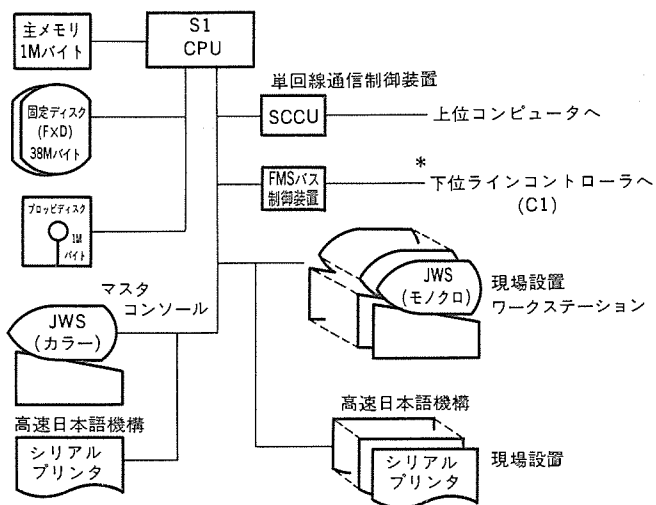 主メモリ
1Mバイト
S1
CPU
単回線通信制御装置
固定ディスク
(F×D)
38Mバイト
SCCU
上位コンピュータへ
*
FMSバス
制御装置
下位ラインコントローラへ
(C1)
プロッピディスク
1M
バイト
マスタ
コンソール
JWS
(モノクロ)
現場設置
ワークステーション
JWS
(カラー)
高速日本語機構
高速日本語機構
シリアル
プリンタ
シリアル
プリンタ
現場設置